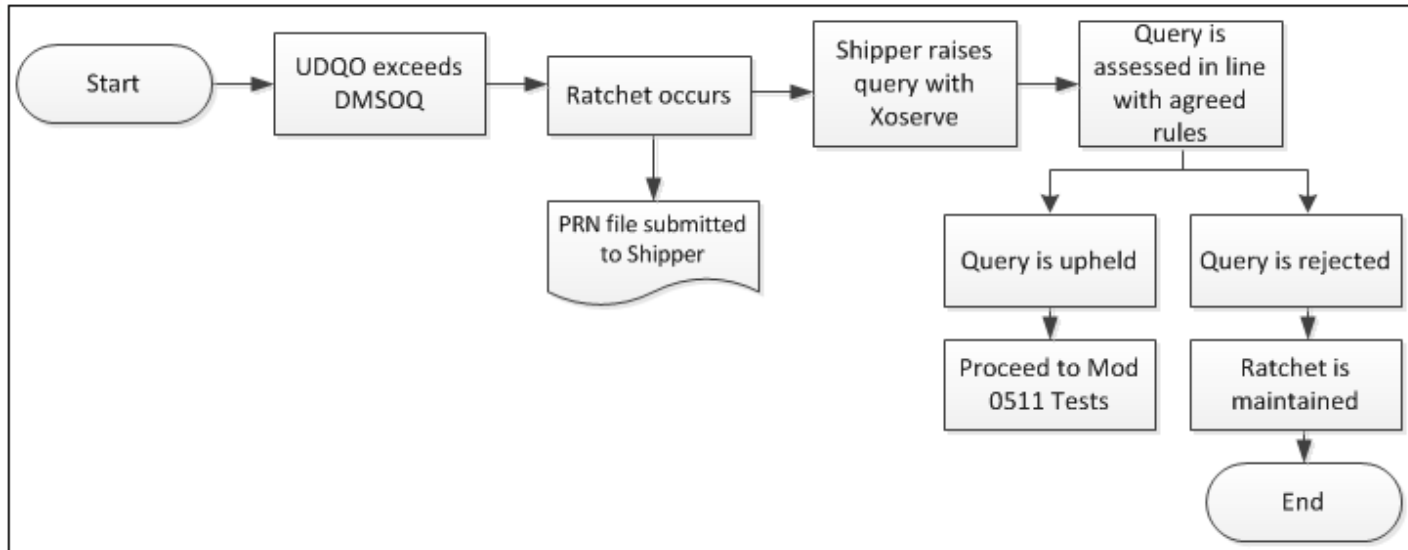 Start
UDQO exceeds
DMSOQ
Ratchet occurs
PRN file submitted
to Shipper
Shipper raises
query with
Xoserve
Query is
assessed in line
with agreed
rules
Query is upheld
Proceed to Mod
0511 Tests
Query is rejected
Ratchet is
maintained
End